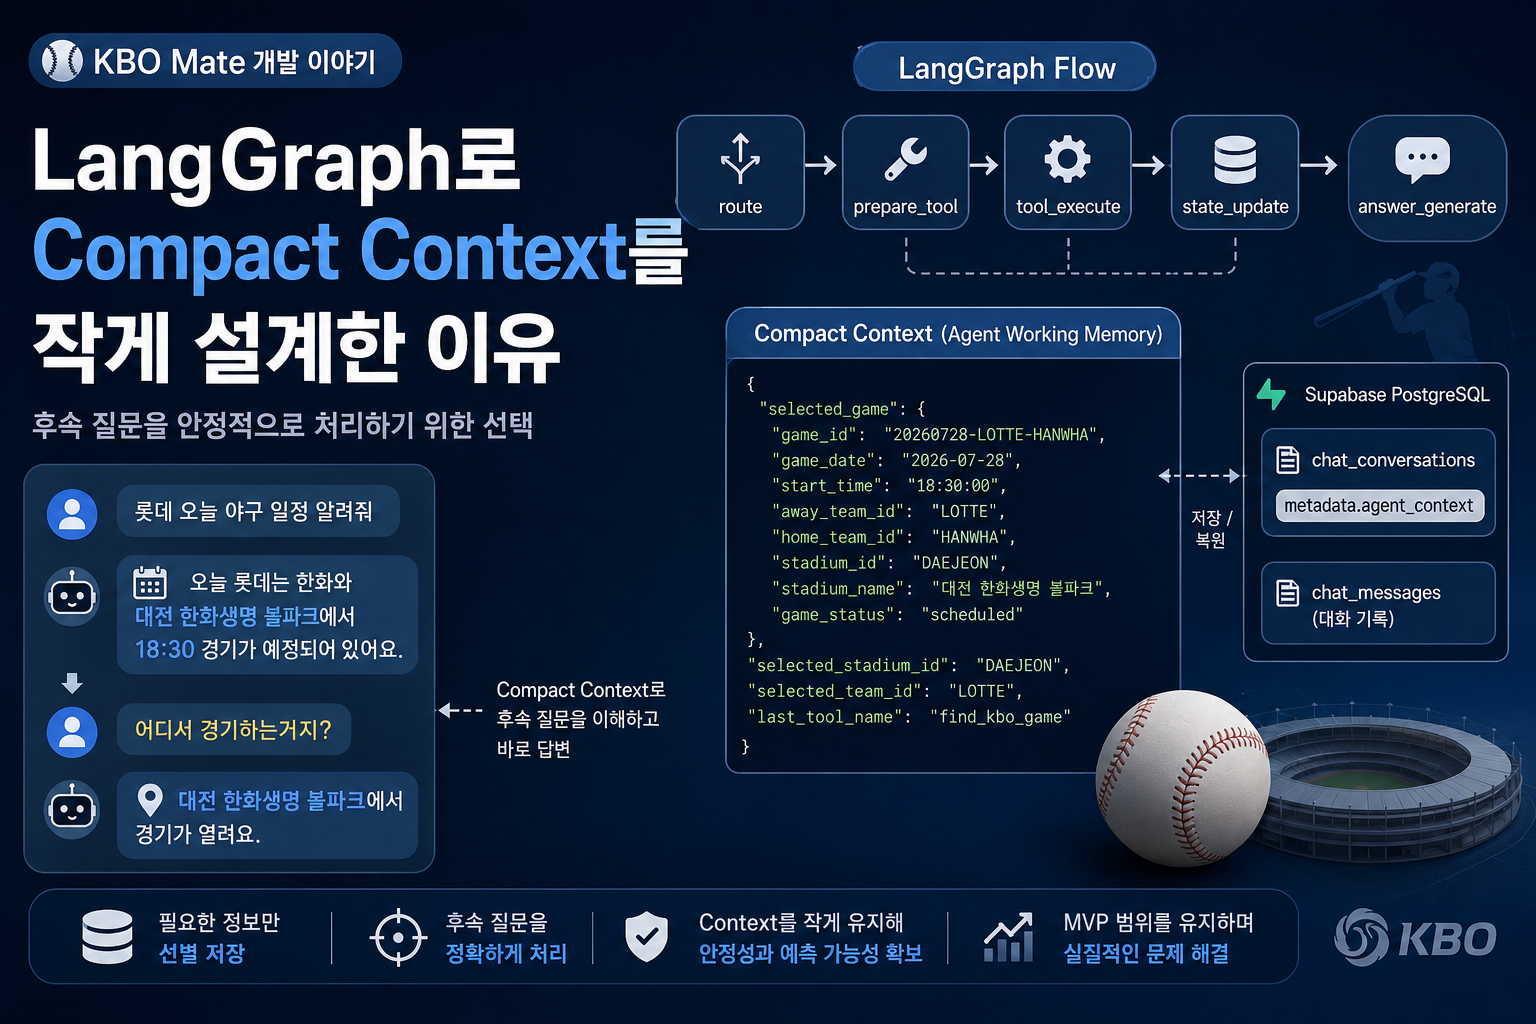 KBO Mate 개발 이야기
LangGraph로
Compact Context를
작게 설계한 이유
후속 질문을 안정적으로 처리하기 위한 선택
롯데 오늘 야구 일정 알려줘
오늘 롯데는 한화와
대전 한화생명 볼파크에서
18:30 경기가 예정되어 있어요.
어디서 경기하는거지?
대전 한화생명 볼파크에서
경기가 열려요.
Compact Context로
후속 질문을 이해하고
바로 답변
LangGraph Flow
route
prepare_tool
tool_execute
state_update
answer_generate
Compact Context (Agent Working Memory)
{
"selected_game": {
"game_id": "20260728-LOTTE-HANWHA",
"game_date": "2026-07-28",
"start_time": "18:30:00",
"away_team_id": "LOTTE",
"home_team_id": "HANWHA",
"stadium_id": "DAEJEON",
"stadium_name": "대전 한화생명 볼파크",
"game_status": "scheduled"
},
"selected_stadium_id": "DAEJEON",
"selected_team_id": "LOTTE",
"last_tool_name": "find_kbo_game"
}
저장 /
복원
Supabase PostgreSQL
chat_conversations
metadata.agent_context
chat_messages
(대화 기록)
필요한 정보만
선별 저장
후속 질문을
정확하게 처리
Context를 작게 유지해
안정성과 예측 가능성 확보
MVP 범위를 유지하며
실질적인 문제 해결
KBO